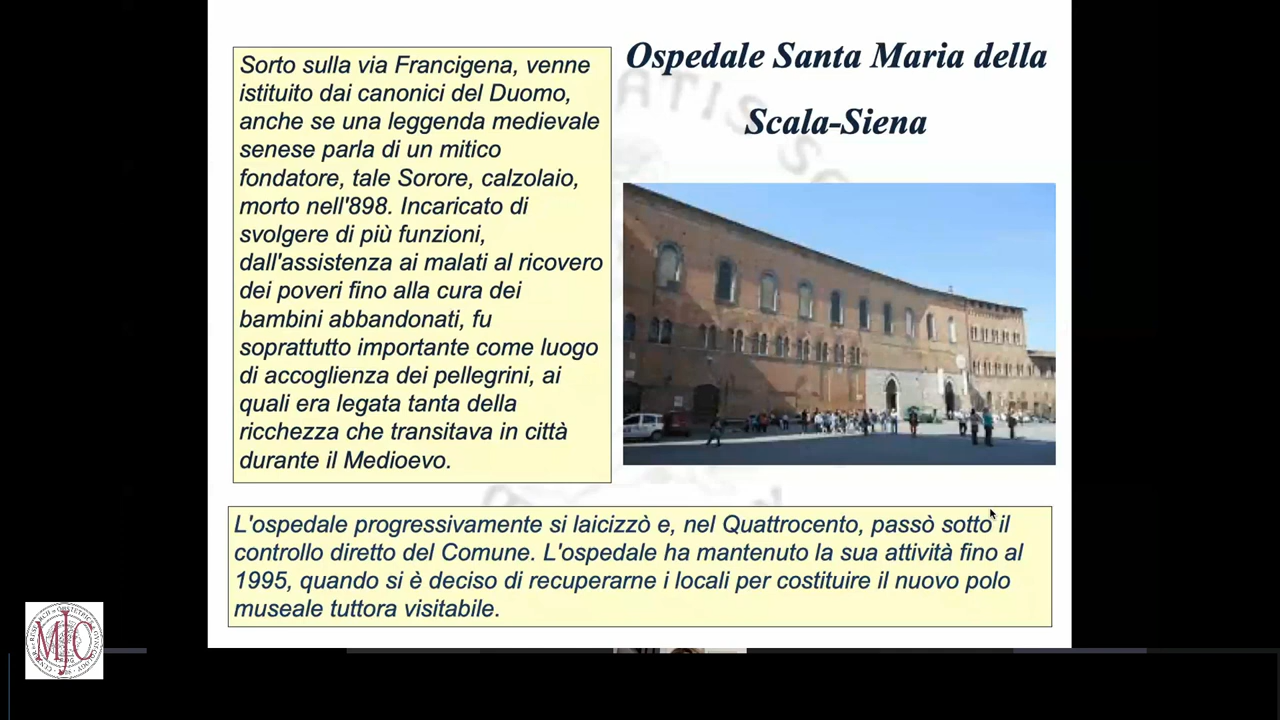 Ospedale Santa Maria della
Scala-Siena
Sorto sulla via Francigena, venne
istituito dai canonici del Duomo,
anche se una leggenda medievale
senese parla di un mitico
fondatore, tale Sorore, calzolaio,
morto nell'898. Incaricato di
svolgere di più funzioni,
dall'assistenza ai malati al ricovero
dei poveri fino alla cura dei
bambini abbandonati, fu
soprattutto importante come luogo
di accoglienza dei pellegrini, ai
quali era legata tanta della
ricchezza che transitava in città
durante il Medioevo.
L'ospedale progressivamente si laicizzò e, nel Quattrocento, passò sotto il
controllo diretto del Comune. L'ospedale ha mantenuto la sua attività fino al
1995, quando si è deciso di recuperarne i locali per costituire il nuovo polo
museale tuttora visitabile.
MJC